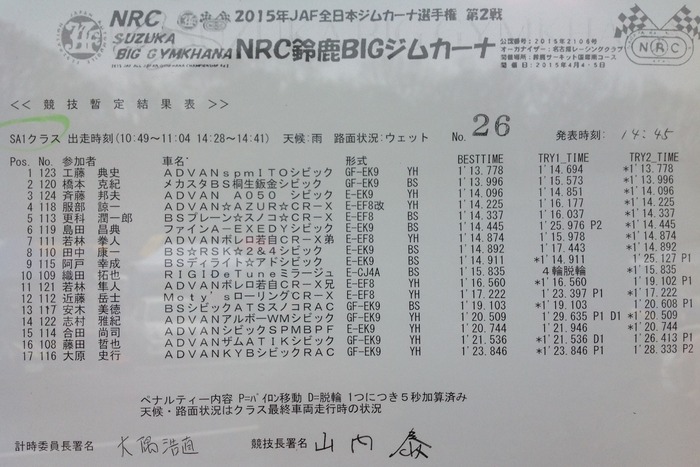 NRC 2015年JAF全日本ジムカーナ選手権 第2戦
SUZUKA
BIG GYMKHANA NRC鈴鹿BIGジムカーナ
公認番号：2015年2108号
オーガナイザー：名古屋レーシングクラブ
開催場所：鈴鹿サーキット国際南コース
開催日：2015年4月4-5日
NRC
<< 競技暫定結果表 >>
SA1クラス 出走時刻(10:49～11:04 14:28～14:41) 天候：雨 路面状況：ウェット No. 26 発表時刻： 14:45
Pos. No. 参加者 車名 型式 BESTTIME TRY1_TIME TRY2_TIME
1 123 工藤 典史 ADVANspmITOシビック GF-EK9 YH 1'13.778 1'14.694 *1'13.778
2 120 橋本 克紀 メカスタBS桐生鈑金シビック GF-EK9 BS 1'13.996 1'15.573 *1'13.996
3 124 斉藤 邦夫 ADVAN A050 シビック E-EK9 YH 1'14.096 1'14.851 *1'14.096
4 118 服部 諒一 ADVAN☆AZUR☆CR-X E-EF8改 YH 1'14.226 1'16.177 *1'14.226
5 113 更科 潤一郎 BSブレーン☆スノコ☆CR-X E-EF8 BS 1'14.337 1'16.037 *1'14.337
6 119 島田 昌典 ファインA-EXEDYシビック E-EK9 YH 1'14.445 1'25.976 P2 *1'14.445
7 111 若林 拳人 ADVANボレロ若自CR-X弟 E-EF8 YH 1'14.874 1'15.978 *1'14.874
8 110 田中 康一 BS☆RSK☆2&4シビック E-EK9 BS 1'14.892 1'17.443 *1'14.892
9 115 阿戸 幸成 BSディライト☆アドシビック E-EK9 BS 1'14.911 *1'14.911 1'25.127 P1
10 109 織田 拓也 RIGIDeTuneミラージュ E-CJ4A BS 1'15.835 4輪脱輪 *1'15.835
11 121 若林 隼人 ADVANボレロ若自CR-X兄 E-EF8 YH 1'16.560 *1'16.560 1'19.102 P1
12 112 近藤 岳士 Moty'sローリングCR-X E-EF8 YH 1'17.222 1'23.397 P1 *1'17.222
13 117 安木 美徳 BSシビックATSスノコRAC GF-EK9 BS 1'19.103 *1'19.103 1'20.608 P1
14 122 志村 雅紀 ADVANアルボーWMシビック GF-EK9 YH 1'20.509 1'29.635 P1 D1 *1'20.509
15 114 合田 尚司 ADVANシビックSPMBPF E-EK9 YH 1'20.744 1'21.946 *1'20.744
16 108 藤田 哲也 ADVANザムATIKシビック GF-EK9 YH 1'21.536 *1'21.536 D1 1'26.413 P1
17 116 大原 史行 ADVANKYBシビックRAC GF-EK9 YH 1'23.846 *1'23.846 P1 1'28.333 P2
ペナルティー内容 P=パイロン移動 D=脱輪 1つにつき5秒加算済み
天候・路面状況はクラス最終車両走行時の状況
計時委員長署名 大隅浩直 競技長署名 山内 泰